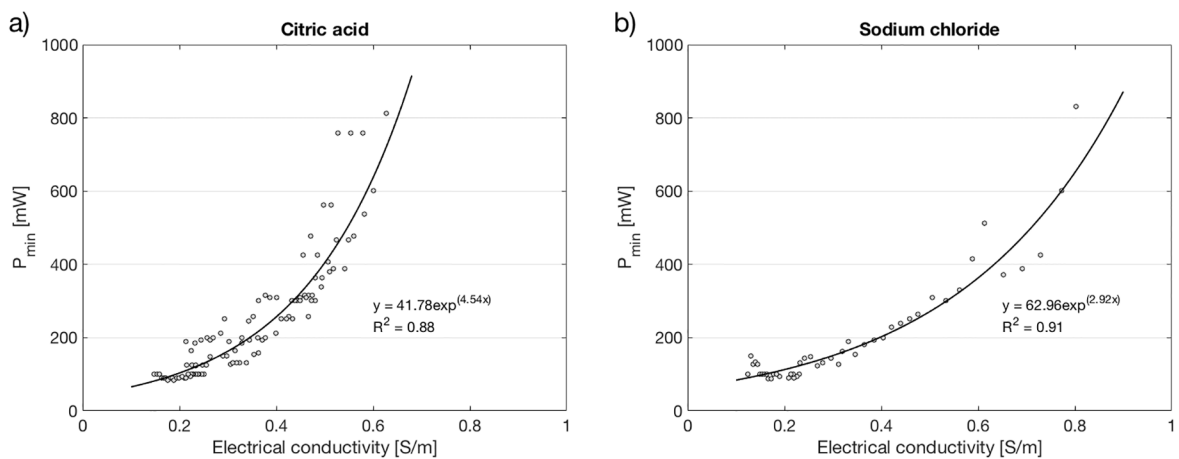 a)
Citric acid
1000
800
600
400
200
0
P_min [mW]
y = 41.78exp^(4.54x)
R² = 0.88
0 0.2 0.4 0.6 0.8 1
Electrical conductivity [S/m]
b)
Sodium chloride
1000
800
600
400
200
0
P_min [mW]
y = 62.96exp^(2.92x)
R² = 0.91
0 0.2 0.4 0.6 0.8 1
Electrical conductivity [S/m]